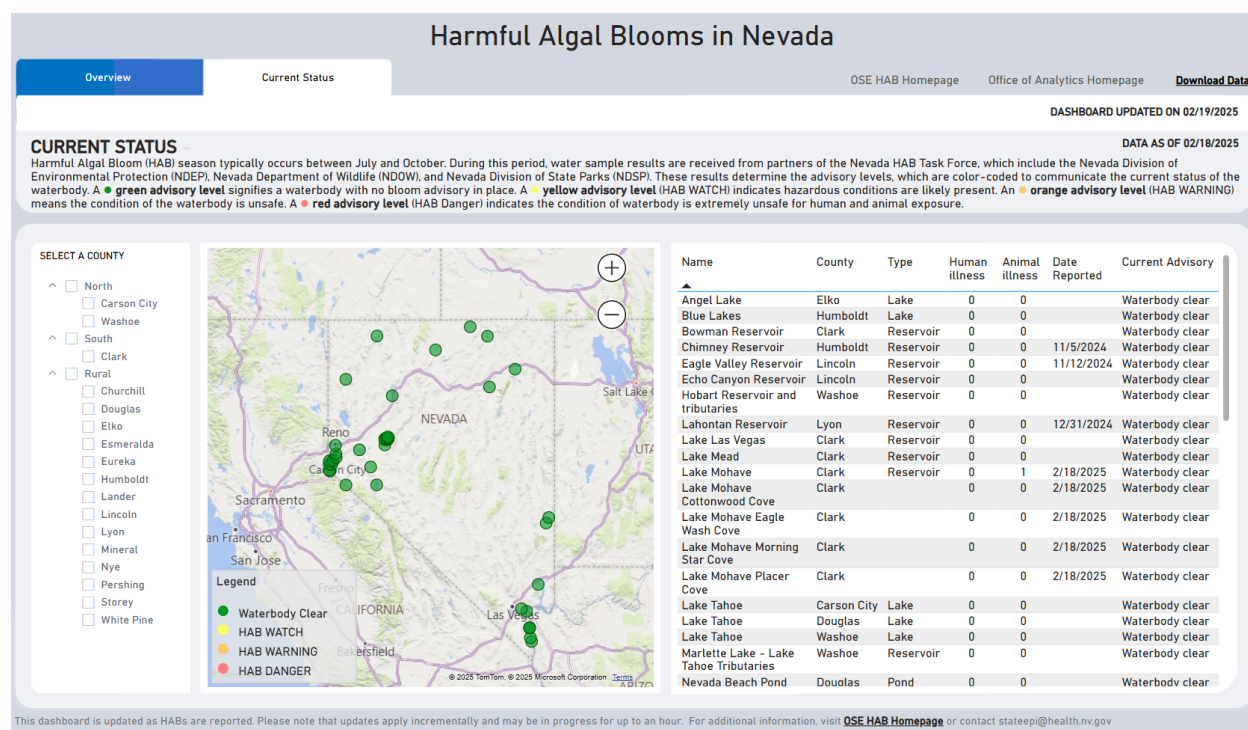 Harmful Algal Blooms in Nevada
Overview
Current Status
OSE HAB Homepage
Office of Analytics Homepage
Download Data
DASHBOARD UPDATED ON 02/19/2025
CURRENT STATUS
DATA AS OF 02/18/2025
Harmful Algal Bloom (HAB) season typically occurs between July and October. During this period, water sample results are received from partners of the Nevada HAB Task Force, which include the Nevada Division of
Environmental Protection (NDEP), Nevada Department of Wildlife (NDOW), and Nevada Division of State Parks (NDSP). These results determine the advisory levels, which are color-coded to communicate the current status of the
waterbody. A green advisory level signifies a waterbody with no bloom advisory in place. A yellow advisory level (HAB WATCH) indicates hazardous conditions are likely present. An orange advisory level (HAB WARNING)
means the condition of the waterbody is unsafe. A red advisory level (HAB Danger) indicates the condition of waterbody is extremely unsafe for human and animal exposure.
SELECT A COUNTY
North
Carson City
Washoe
South
Clark
Rural
Churchill
Douglas
Elko
Esmeralda
Eureka
Humboldt
Lander
Lincoln
Lyon
Mineral
Nye
Pershing
Storey
White Pine
Salt Lake
NEVADA
Reno
UTA
Carson City
Sacramento
an Francisco
San Jose
Fresno
CALIFORNIA
Las Vegas
Bakersfield
ARIZO
Legend
Waterbody Clear
HAB WATCH
HAB WARNING
HAB DANGER
© 2025 TomTom, © 2025 Microsoft Corporation Terms
Name County Type Human illness Animal illness Date Reported Current Advisory
Angel Lake Elko Lake 0 0 Waterbody clear
Blue Lakes Humboldt Lake 0 0 Waterbody clear
Bowman Reservoir Clark Reservoir 0 0 Waterbody clear
Chimney Reservoir Humboldt Reservoir 0 0 11/5/2024 Waterbody clear
Eagle Valley Reservoir Lincoln Reservoir 0 0 11/12/2024 Waterbody clear
Echo Canyon Reservoir Lincoln Reservoir 0 0 Waterbody clear
Hobart Reservoir and Washoe Reservoir 0 0 Waterbody clear
tributaries
Lahontan Reservoir Lyon Reservoir 0 0 12/31/2024 Waterbody clear
Lake Las Vegas Clark Reservoir 0 0 Waterbody clear
Lake Mead Clark Reservoir 0 0 Waterbody clear
Lake Mohave Clark Reservoir 0 1 2/18/2025 Waterbody clear
Lake Mohave Clark 0 0 2/18/2025 Waterbody clear
Cottonwood Cove
Lake Mohave Eagle Clark 0 0 2/18/2025 Waterbody clear
Wash Cove
Lake Mohave Morning Clark 0 0 2/18/2025 Waterbody clear
Star Cove
Lake Mohave Placer Clark 0 0 2/18/2025 Waterbody clear
Cove
Lake Tahoe Carson City Lake 0 0 Waterbody clear
Lake Tahoe Douglas Lake 0 0 Waterbody clear
Lake Tahoe Washoe Lake 0 0 Waterbody clear
Marlette Lake - Lake Washoe Reservoir 0 0 Waterbody clear
Tahoe Tributaries
Nevada Beach Pond Douglas Pond 0 0 Waterbody clear
This dashboard is updated as HABs are reported. Please note that updates apply incrementally and may be in progress for up to an hour. For additional information, visit OSE HAB Homepage or contact stateepi@health.nv.gov